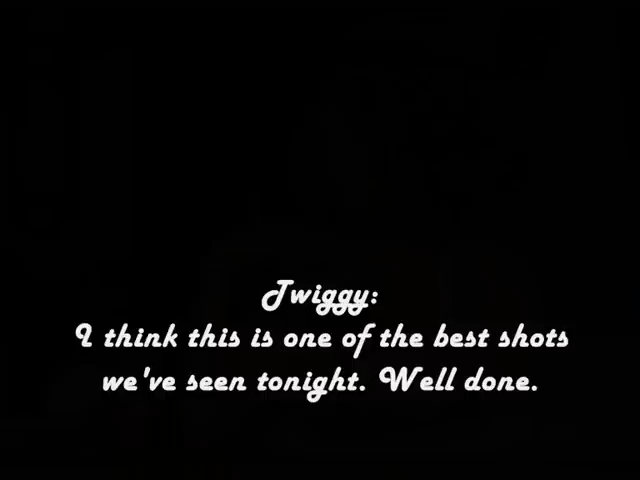 Twiggy:
I think this is one of the best shots
we've seen tonight. Well done.